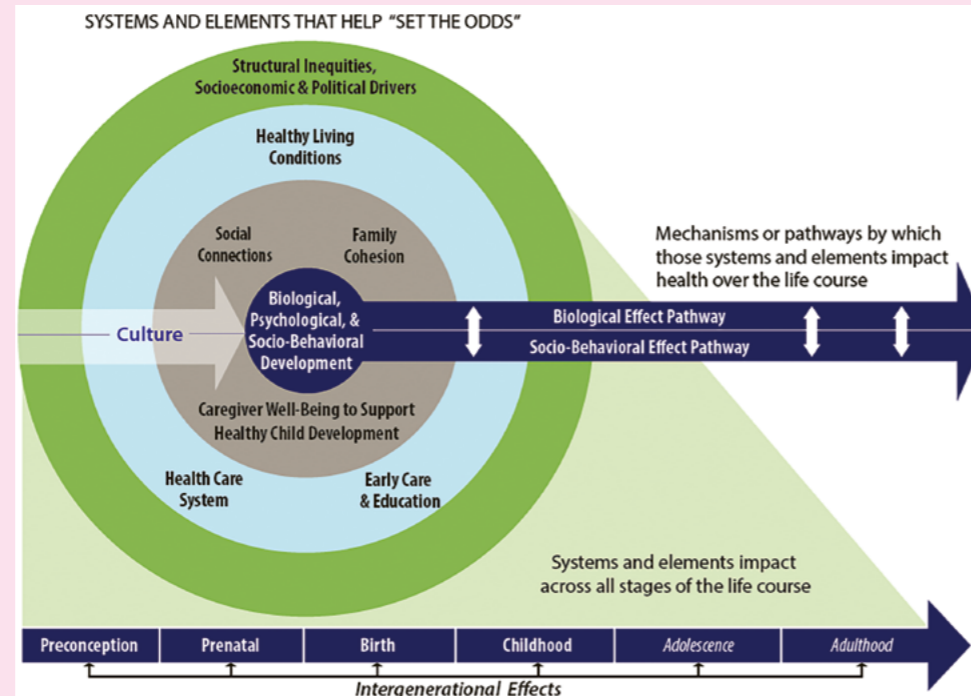 SYSTEMS AND ELEMENTS THAT HELP "SET THE ODDS"
Structural Inequities,
Socioeconomic & Political Drivers
Healthy Living
Conditions
Social
Connections
Family
Cohesion
Mechanisms or pathways by which
those systems and elements impact
health over the life course
Culture
Biological,
Psychological, &
Socio-Behavioral
Development
Biological Effect Pathway
Socio-Behavioral Effect Pathway
Caregiver Well-Being to Support
Healthy Child Development
Health Care
System
Early Care
& Education
Systems and elements impact
across all stages of the life course
Preconception
Prenatal
Birth
Childhood
Adolescence
Adulthood
Intergenerational Effects